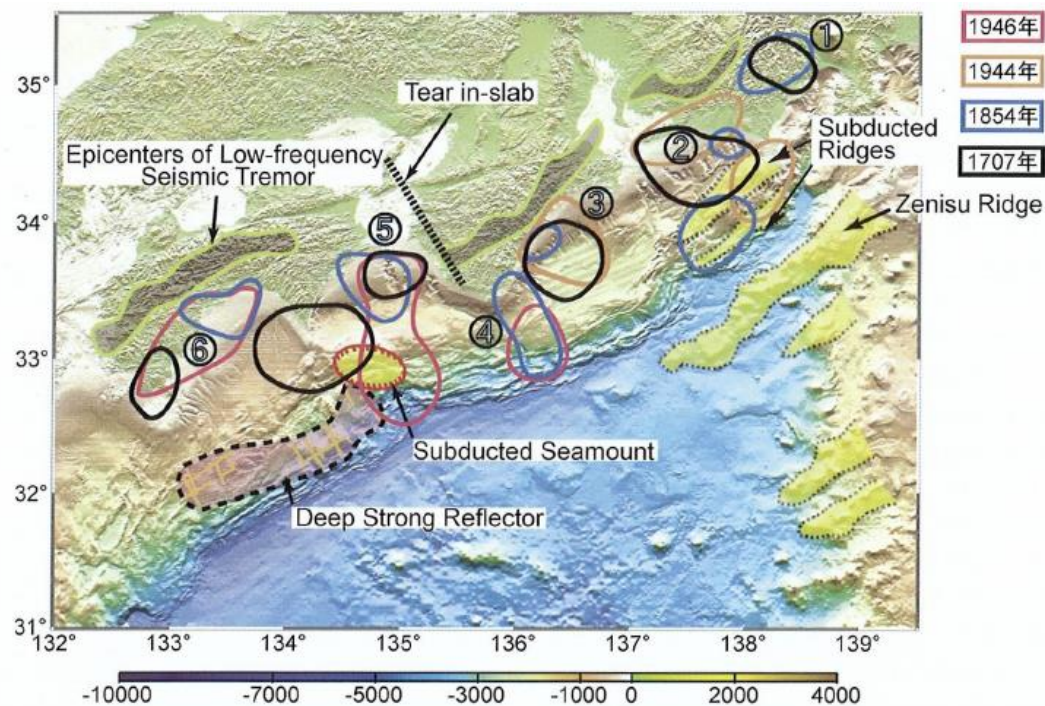 1946年
1944年
1854年
1707年
35°
34°
33°
32°
31°
132
133
134
135
136
137
138
139
Tear in-slab
Epicenters of Low-frequency
Seismic Tremor
Subducted
Ridges
Zenisu Ridge
①
②
③
④
⑤
⑥
Subducted Seamount
Deep Strong Reflector
-10000
-7000
-5000
-3000
-1000
0
2000
4000